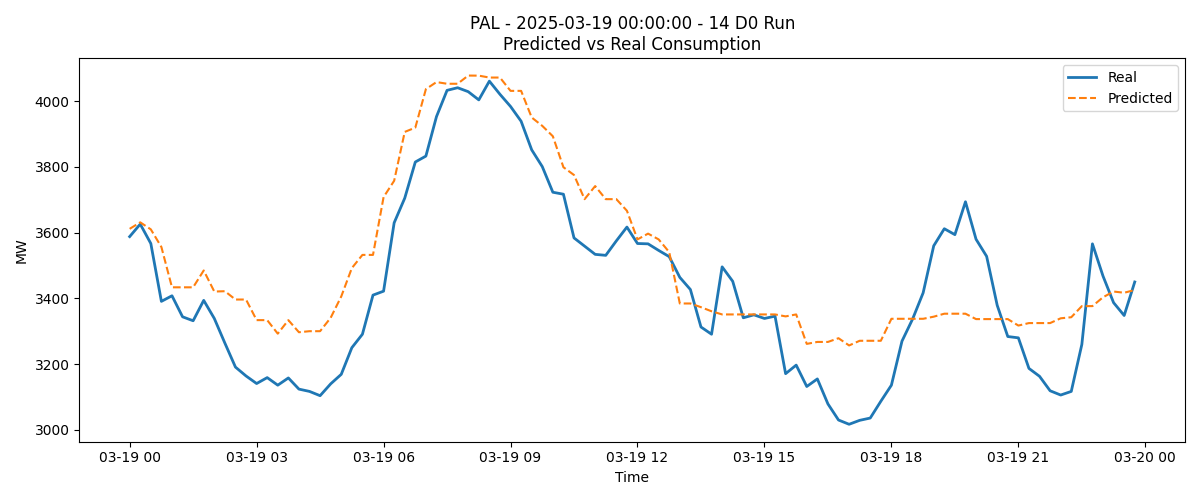 PAL - 2025-03-19 00:00:00 - 14 D0 Run
Predicted vs Real Consumption
Real
Predicted
4000
3800
3600
3400
3200
3000
MW
03-19 00
03-19 03
03-19 06
03-19 09
03-19 12
03-19 15
03-19 18
03-19 21
03-20 00
Time